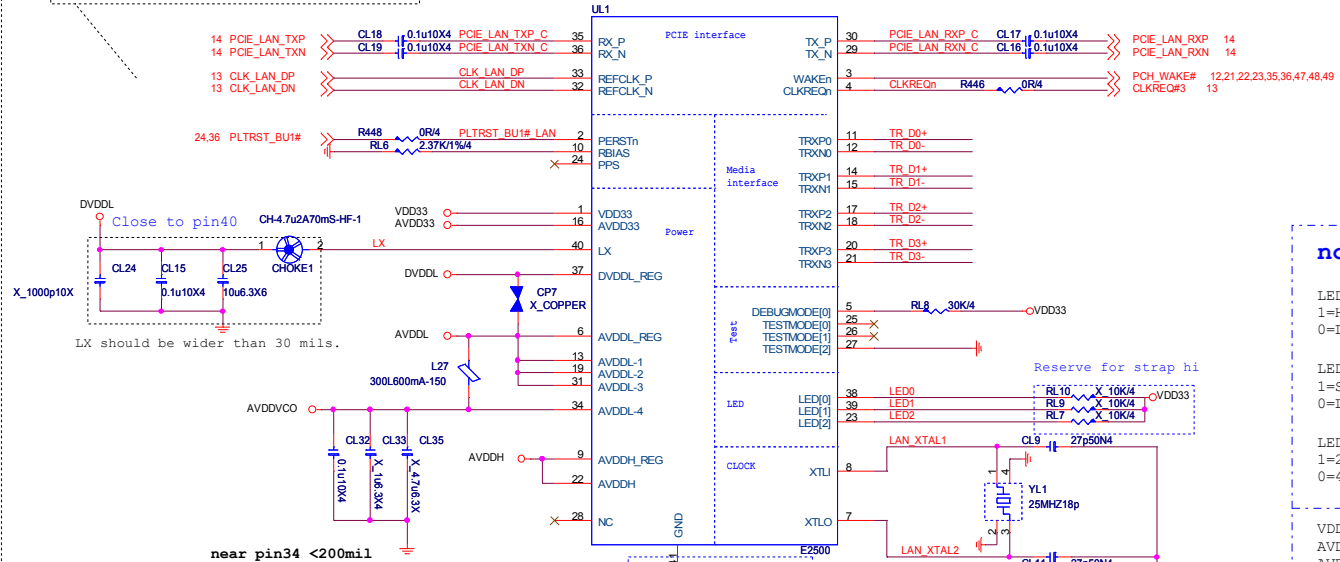 UL1
14 PCIE_LAN_TXP CL18 0.1u10X4 PCIE_LAN_TXP_C 35 RX_P PCIE interface TX_P 30 PCIE_LAN_RXP_C CL17 0.1u10X4 PCIE_LAN_RXP 14
14 PCIE_LAN_TXN CL19 0.1u10X4 PCIE_LAN_TXN_C 36 RX_N TX_N 29 PCIE_LAN_RXN_C CL16 0.1u10X4 PCIE_LAN_RXN 14
13 CLK_LAN_DP CLK_LAN_DP 33 REFCLK_P WAKEn 3 PCH_WAKE# 12,21,22,23,35,36,47,48,49
13 CLK_LAN_DN CLK_LAN_DN 32 REFCLK_N CLKREQn 4 CLKREQn R446 0R/4 CLKREQ#3 13
24,36 PLTRST_BU1# R448 0R/4 PLTRST_BU1#_LAN 2 PERSTn TRXP0 11 TR_D0+
RL6 2.37K/1%/4 10 RBIAS TRXN0 12 TR_D0-
24 PPS
Media interface
TRXP1 14 TR_D1+
TRXN1 15 TR_D1-
DVDDL
Close to pin40 CH-4.7u2A70mS-HF-1
VDD33 1 VDD33 TRXP2 17 TR_D2+
AVDD33 16 AVDD33 TRXN2 18 TR_D2-
Power
1 2 LX 40 LX TRXP3 20 TR_D3+
TRXN3 21 TR_D3-
CL24 CL15 CL25 CHOKE1
X_1000p10X 0.1u10X4 10u6.3X6
DVDDL 37 DVDDL_REG
CP7
X_COPPER
LX should be wider than 30 mils.
Test
DEBUGMODE[0] 5 RL8 30K/4 VDD33
TESTMODE[0] 25
TESTMODE[1] 26
TESTMODE[2] 27
AVDDL 6 AVDDL_REG
13 AVDDL-1
19 AVDDL-2
31 AVDDL-3
L27
300L600mA-150
Reserve for strap hi
LED
LED[0] 38 LED0 RL10 X_10K/4 VDD33
LED[1] 39 LED1 RL9 X_10K/4
LED[2] 23 LED2 RL7 X_10K/4
AVDDVCO 34 AVDDL-4
CL32 CL33 CL35
0.1u10X4 X_1u6.3X4 X_4.7u6.3X
AVDDH 9 AVDDH_REG
22 AVDDH
CLOCK
XTLI 8 LAN_XTAL1 CL9 27p50N4
1 4
YL1
25MHZ18p
2 3
28 NC XTLO 7
GND
E2500
LAN_XTAL2
near pin34 <200mil